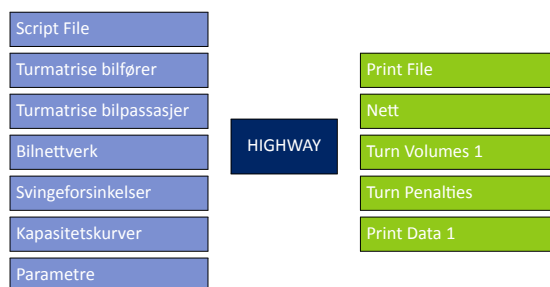 Script File
Turmatrise bilfører
Turmatrise bilpassasjer
Bilnettverk
Svingeforsinkelser
Kapasitetskurver
Parametre
HIGHWAY
Print File
Nett
Turn Volumes 1
Turn Penalties
Print Data 1